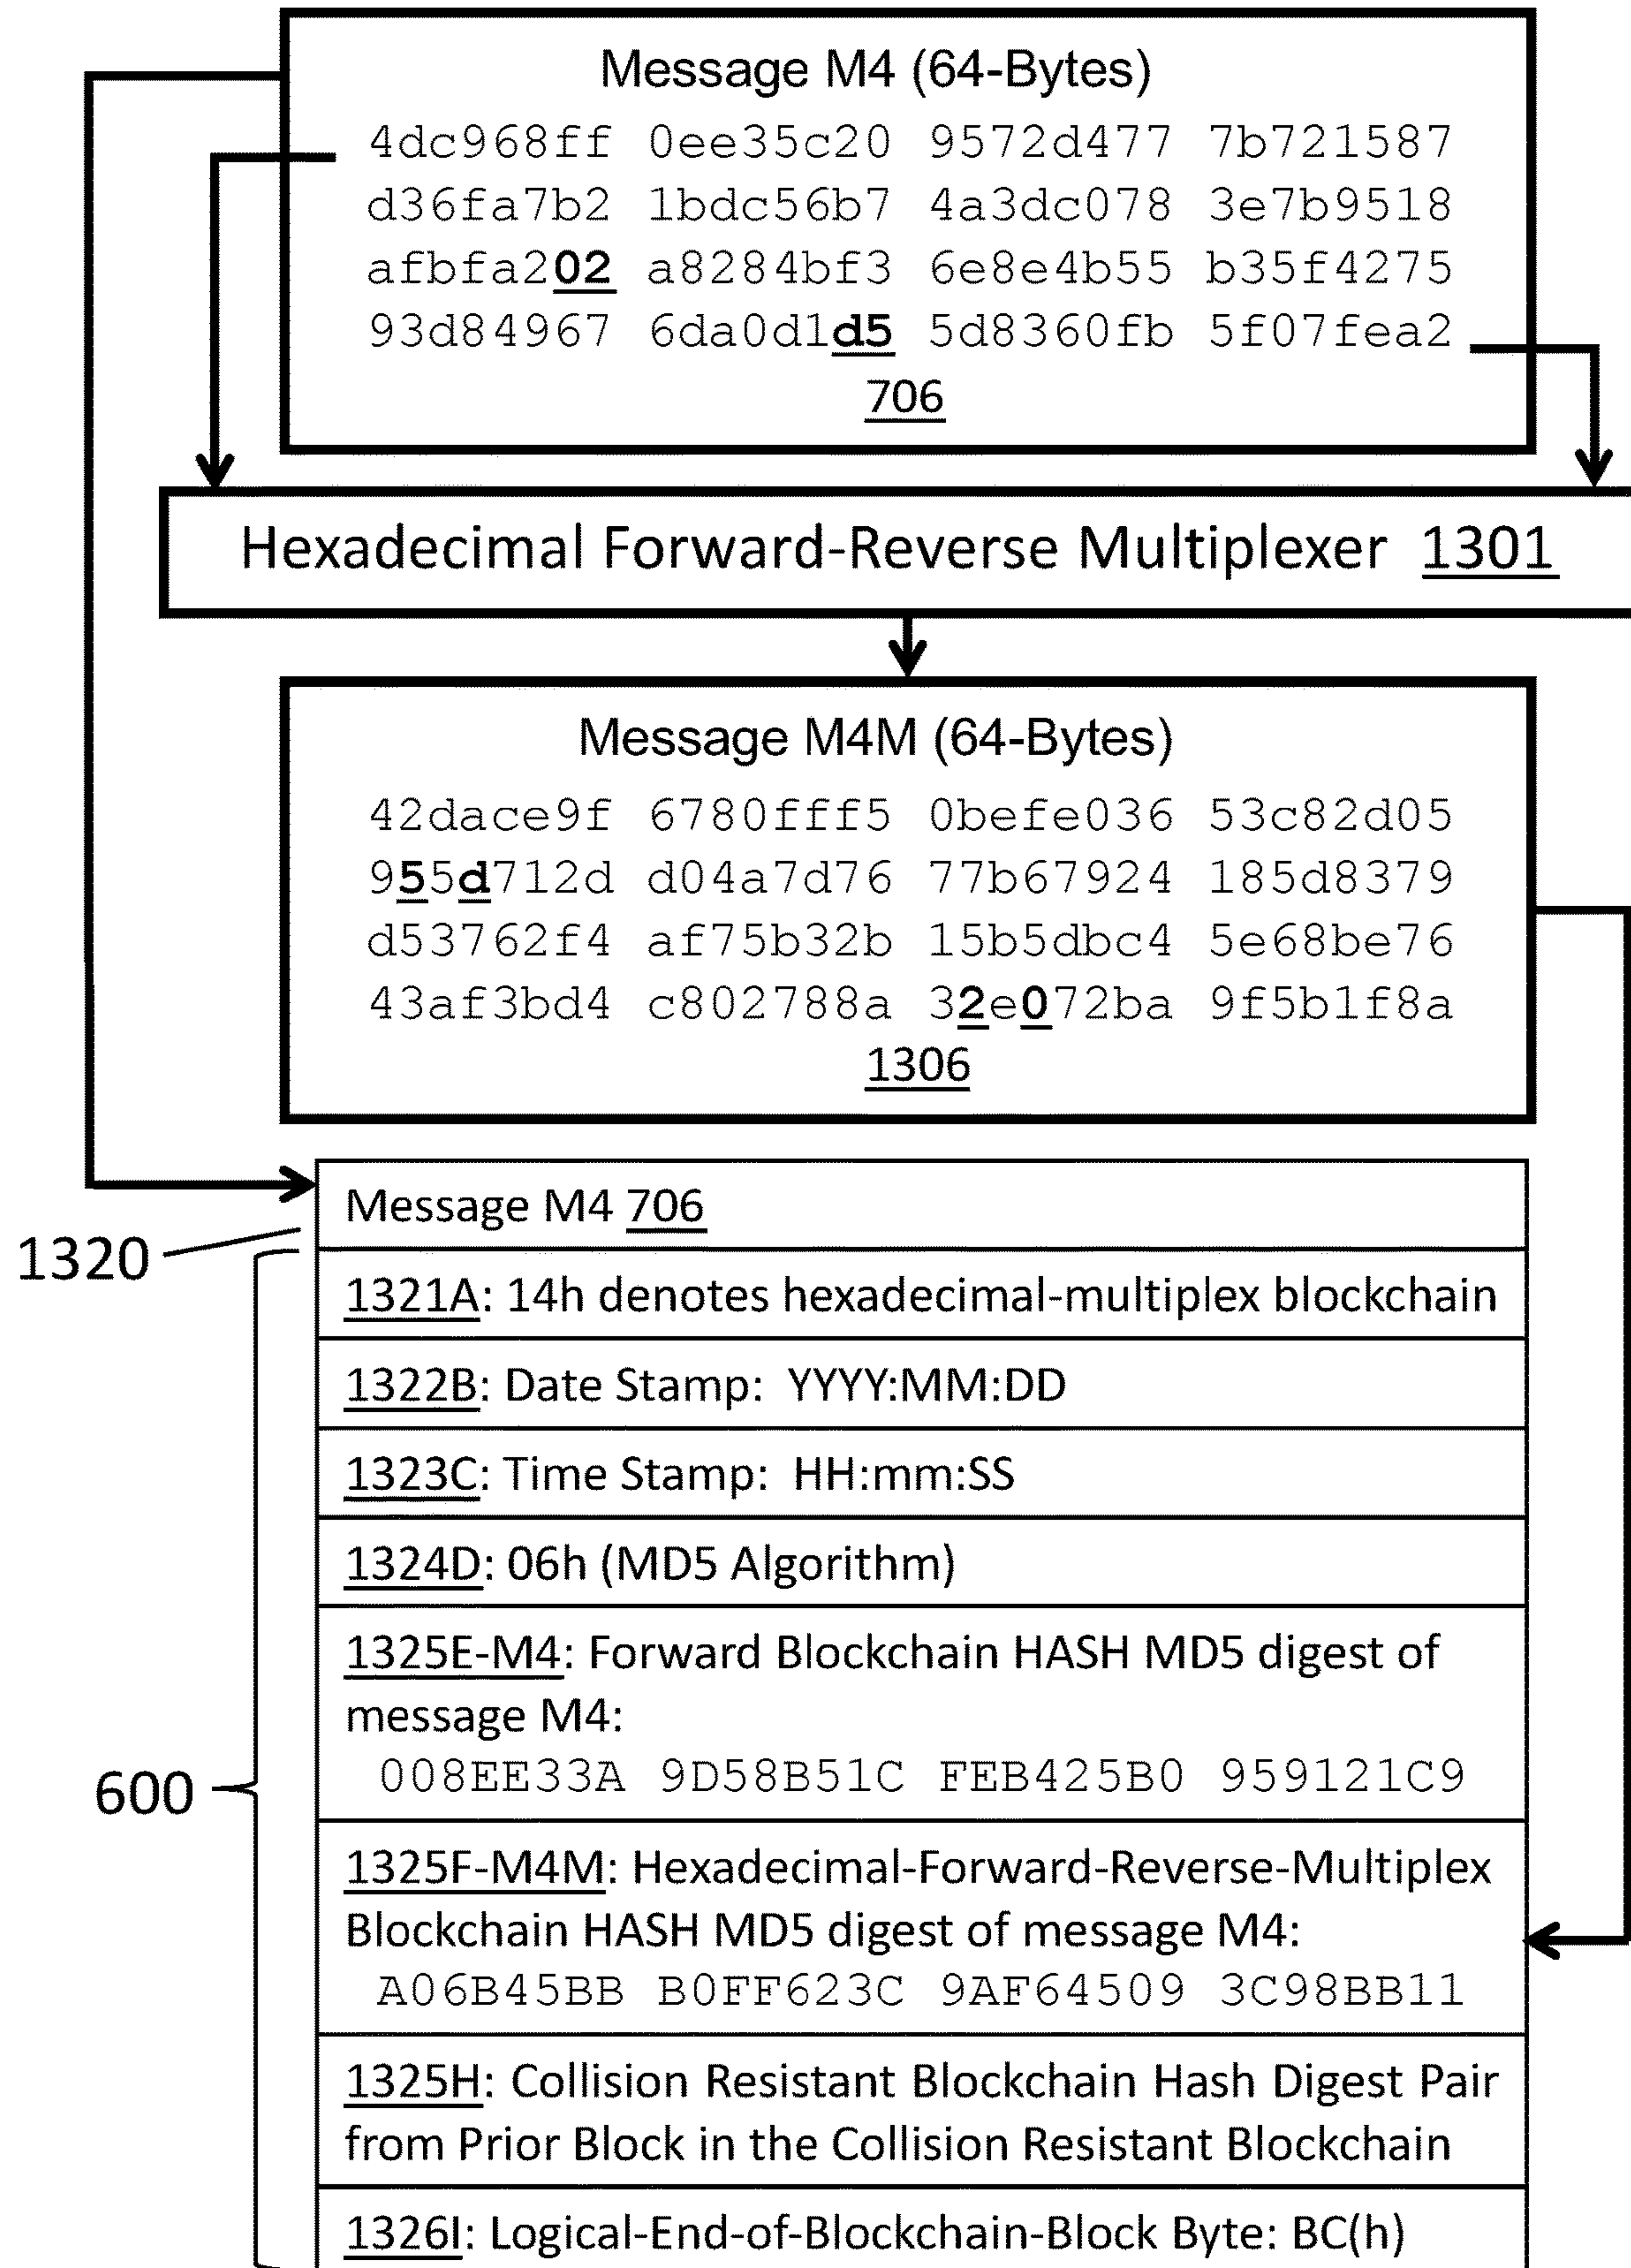 Message M4 (64-Bytes)
4dc968ff 0ee35c20 9572d477 7b721587
d36fa7b2 1bdc56b7 4a3dc078 3e7b9518
afbfa202 a8284bf3 6e8e4b55 b35f4275
93d84967 6da0d1d5 5d8360fb 5f07fea2
706
Hexadecimal Forward-Reverse Multiplexer 1301
Message M4M (64-Bytes)
42dace9f 6780fff5 0befe036 53c82d05
955d712d d04a7d76 77b67924 185d8379
d53762f4 af75b32b 15b5dbc4 5e68be76
43af3bd4 c802788a 32e072ba 9f5b1f8a
1306
Message M4 706
1320
1321A: 14h denotes hexadecimal-multiplex blockchain
1322B: Date Stamp: YYYY:MM:DD
1323C: Time Stamp: HH:mm:SS
1324D: 06h (MD5 Algorithm)
1325E-M4: Forward Blockchain HASH MD5 digest of
message M4:
008EE33A 9D58B51C FEB425B0 959121C9
600
1325F-M4M: Hexadecimal-Forward-Reverse-Multiplex
Blockchain HASH MD5 digest of message M4:
A06B45BB B0FF623C 9AF64509 3C98BB11
1325H: Collision Resistant Blockchain Hash Digest Pair
from Prior Block in the Collision Resistant Blockchain
1326I: Logical-End-of-Blockchain-Block Byte: BC(h)